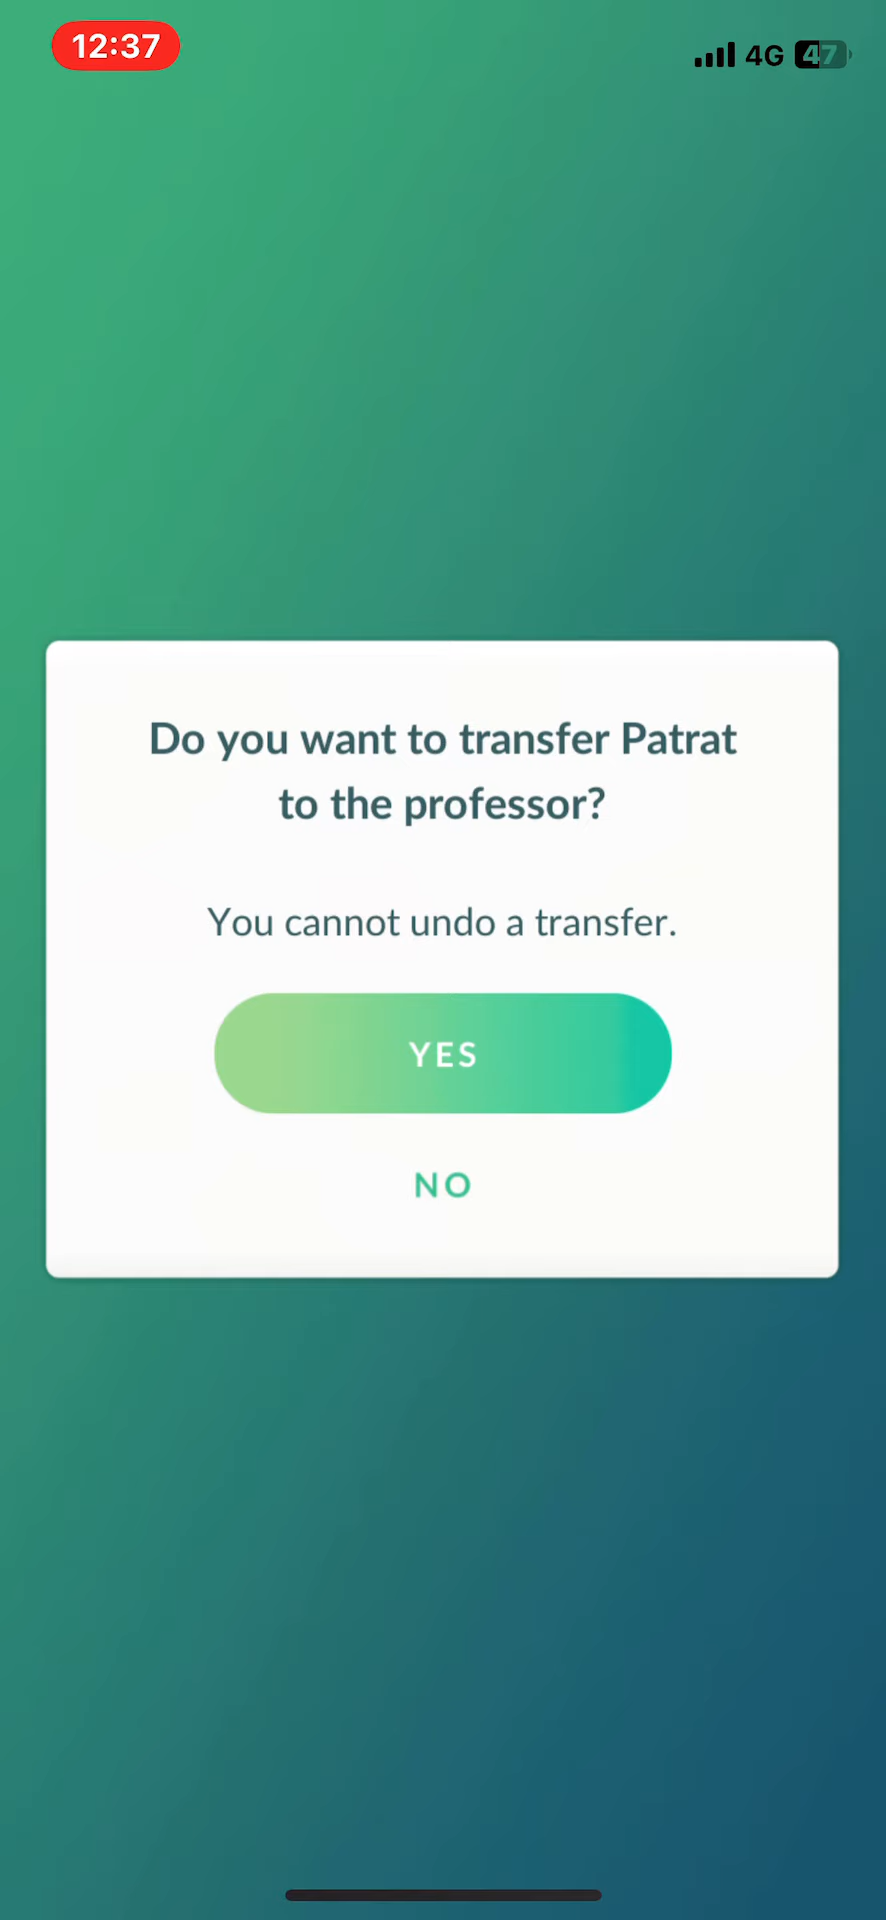 12:37
4G 47
Do you want to transfer Patrat
to the professor?
You cannot undo a transfer.
YES
NO